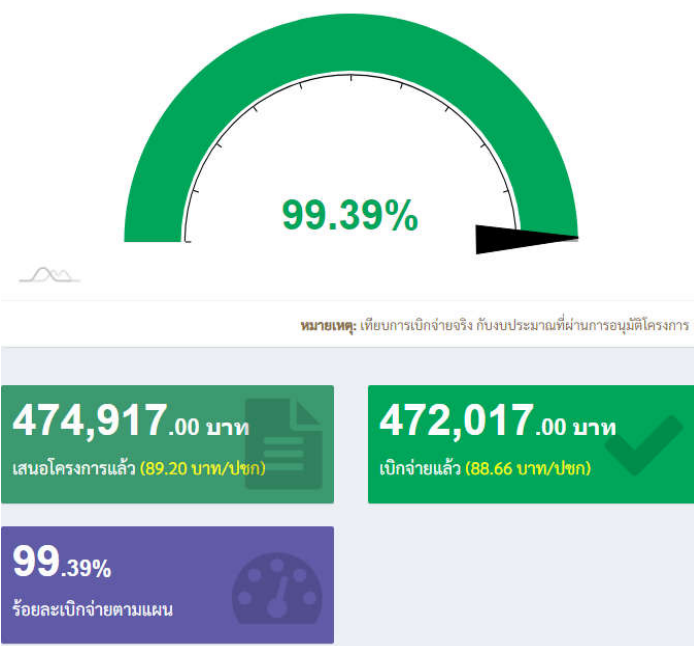 99.39%
หมายเหตุ: เทียบการเบิกจ่ายจริง กับงบประมาณที่ผ่านการอนุมัติโครงการ
474,917.00 บาท
เสนอโครงการแล้ว (89.20 บาท/ปชก)
472,017.00 บาท
เบิกจ่ายแล้ว (88.66 บาท/ปชก)
99.39%
ร้อยละเบิกจ่ายตามแผน